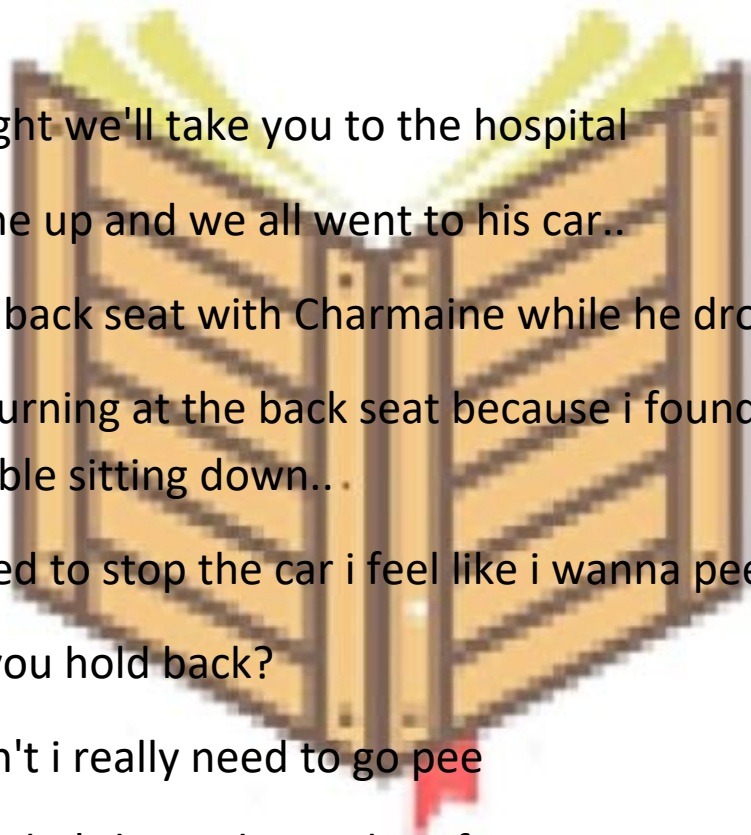 ght we'll take you to the hospital
ne up and we all went to his car..
back seat with Charmaine while he dro
urning at the back seat because i found
ble sitting down..
ed to stop the car i feel like i wanna pee
you hold back?
n't i really need to go pee